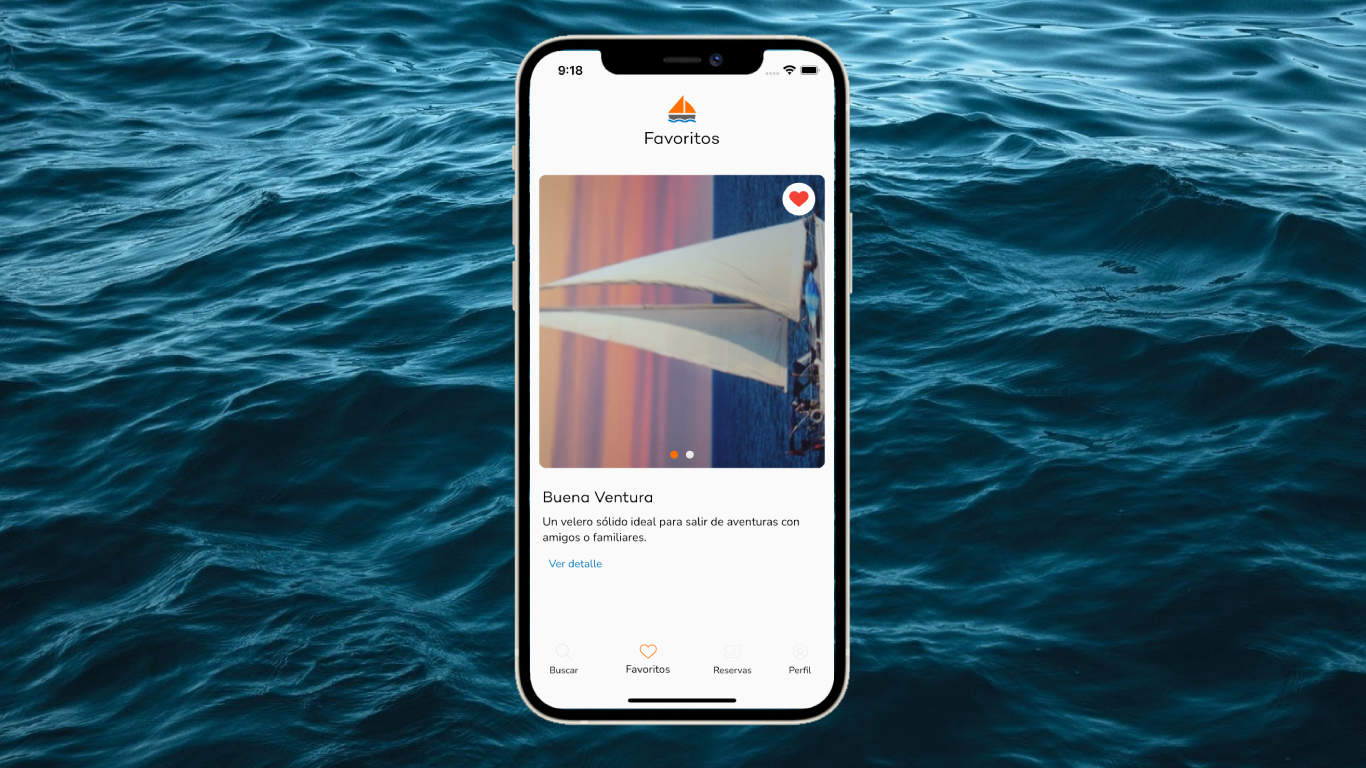 9:18
Favoritos
Buena Ventura
Un velero sólido ideal para salir de aventuras con
amigos o familiares.
Ver detalle
Buscar
Favoritos
Reservas
Perfil